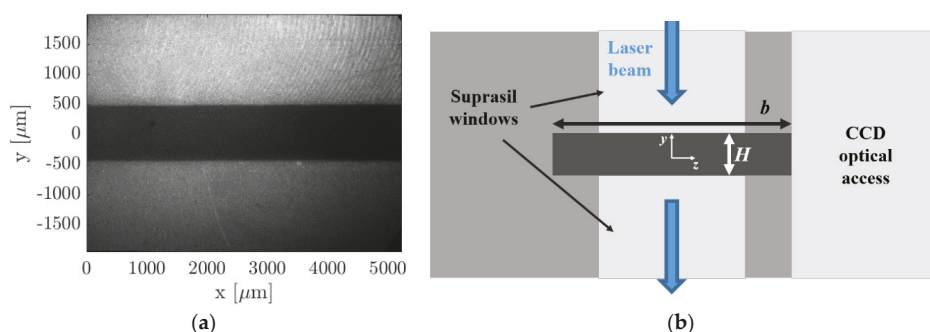 1500
1000
500
0
-500
-1000
-1500
y [μm]
0 1000 2000 3000 4000 5000
x [μm]
(a)
Laser
beam
Suprasil
windows
b
y
z
H
CCD
optical
access
(b)